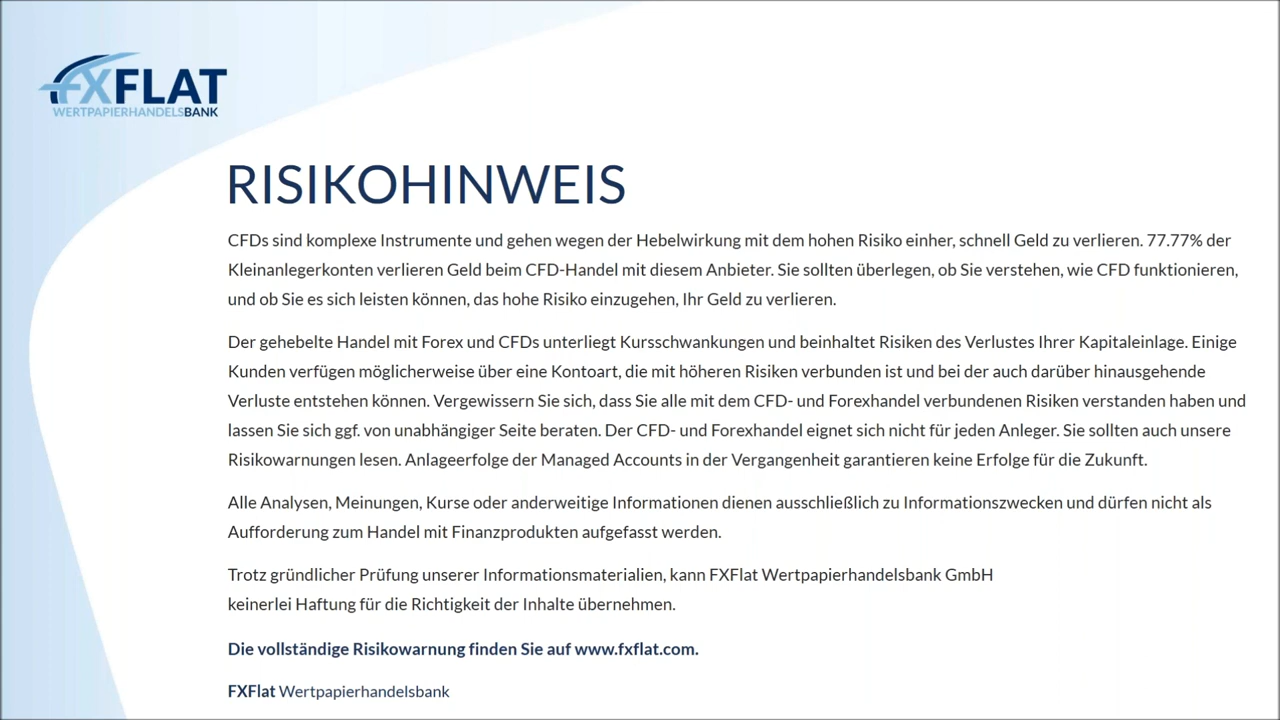 FXFLAT
WERTPAPIERHANDELSBANK
RISIKOHINWEIS
CFDs sind komplexe Instrumente und gehen wegen der Hebelwirkung mit dem hohen Risiko einher, schnell Geld zu verlieren. 77.77% der
Kleinanlegerkonten verlieren Geld beim CFD-Handel mit diesem Anbieter. Sie sollten überlegen, ob Sie verstehen, wie CFD funktionieren,
und ob Sie es sich leisten können, das hohe Risiko einzugehen, Ihr Geld zu verlieren.
Der gehebelte Handel mit Forex und CFDs unterliegt Kursschwankungen und beinhaltet Risiken des Verlustes Ihrer Kapitaleinlage. Einige
Kunden verfügen möglicherweise über eine Kontoart, die mit höheren Risiken verbunden ist und bei der auch darüber hinausgehende
Verluste entstehen können. Vergewissern Sie sich, dass Sie alle mit dem CFD- und Forexhandel verbundenen Risiken verstanden haben und
lassen Sie sich ggf. von unabhängiger Seite beraten. Der CFD- und Forexhandel eignet sich nicht für jeden Anleger. Sie sollten auch unsere
Risikowarnungen lesen. Anlageerfolge der Managed Accounts in der Vergangenheit garantieren keine Erfolge für die Zukunft.
Alle Analysen, Meinungen, Kurse oder anderweitige Informationen dienen ausschließlich zu Informationszwecken und dürfen nicht als
Aufforderung zum Handel mit Finanzprodukten aufgefasst werden.
Trotz gründlicher Prüfung unserer Informationsmaterialien, kann FXFlat Wertpapierhandelsbank GmbH
keinerlei Haftung für die Richtigkeit der Inhalte übernehmen.
Die vollständige Risikowarnung finden Sie auf www.fxflat.com.
FXFlat Wertpapierhandelsbank